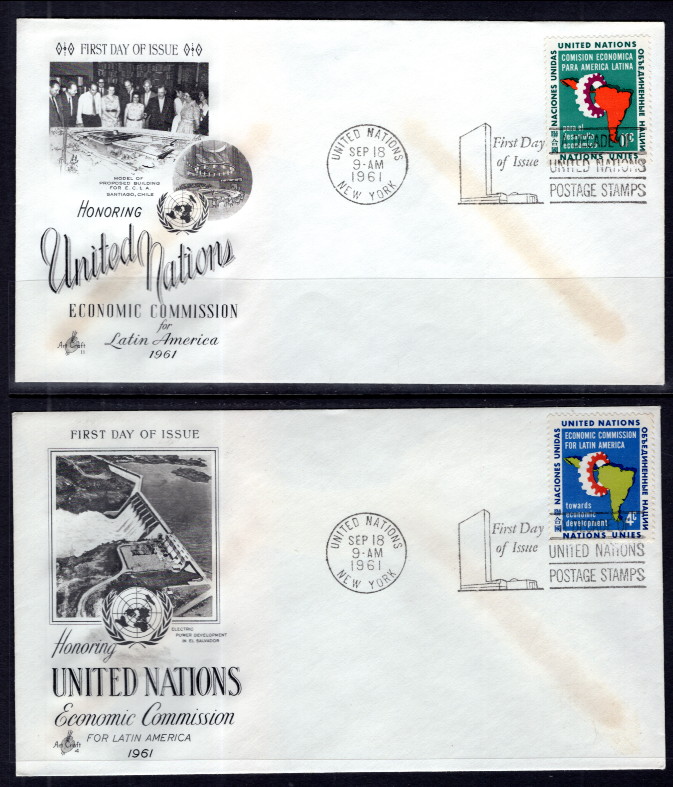 FIRST DAY OF ISSUE
MODEL OF
PROPOSED BUILDING
FOR E.C.L.A.
SANTIAGO, CHILE
HONORING
United Nations
ECONOMIC COMMISSION
for
Latin America
1961
Art Craft
UNITED NATIONS
SEP 18
9-AM
1961
NEW YORK
First Day
of Issue
UNITED NATIONS
POSTAGE STAMPS
UNITED NATIONS
NACIONES UNIDAS
COMISION ECONOMICA
PARA AMERICA LATINA
ОБЪЕДИНЕННЫЕ НАЦИИ
para el
desarrollo
económico
NATIONS UNIES
FIRST DAY OF ISSUE
ELECTRIC
POWER DEVELOPMENT
IN EL SALVADOR
Honoring
UNITED NATIONS
Economic Commission
FOR LATIN AMERICA
1961
Art Craft
UNITED NATIONS
SEP 18
9-AM
1961
NEW YORK
First Day
of Issue
UNITED NATIONS
POSTAGE STAMPS
UNITED NATIONS
NACIONES UNIDAS
ECONOMIC COMMISSION
FOR LATIN AMERICA
ОБЪЕДИНЕННЫЕ НАЦИИ
towards
economic
development
4c
NATIONS UNIES